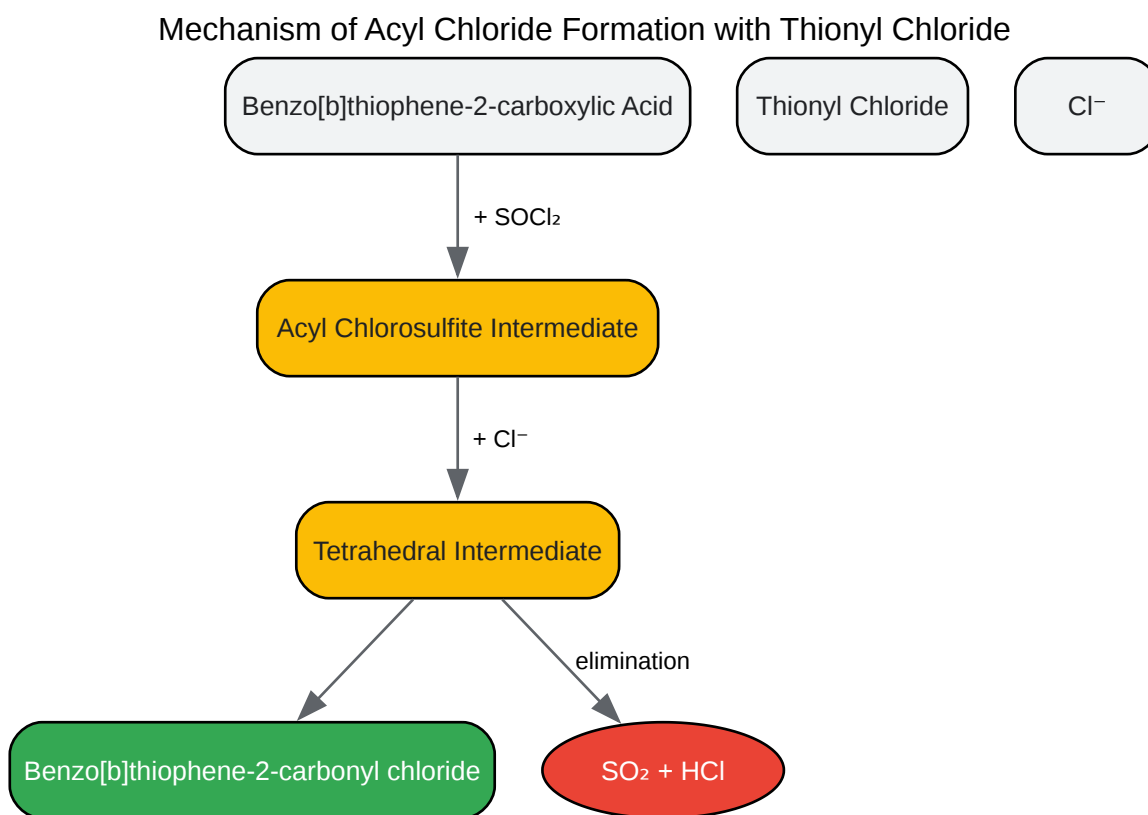 Mechanism of Acyl Chloride Formation with Thionyl Chloride
Benzo[b]thiophene-2-carboxylic Acid
Thionyl Chloride
Cl⁻
+ SOCl₂
Acyl Chlorosulfite Intermediate
+ Cl⁻
Tetrahedral Intermediate
elimination
Benzo[b]thiophene-2-carbonyl chloride
SO₂ + HCl